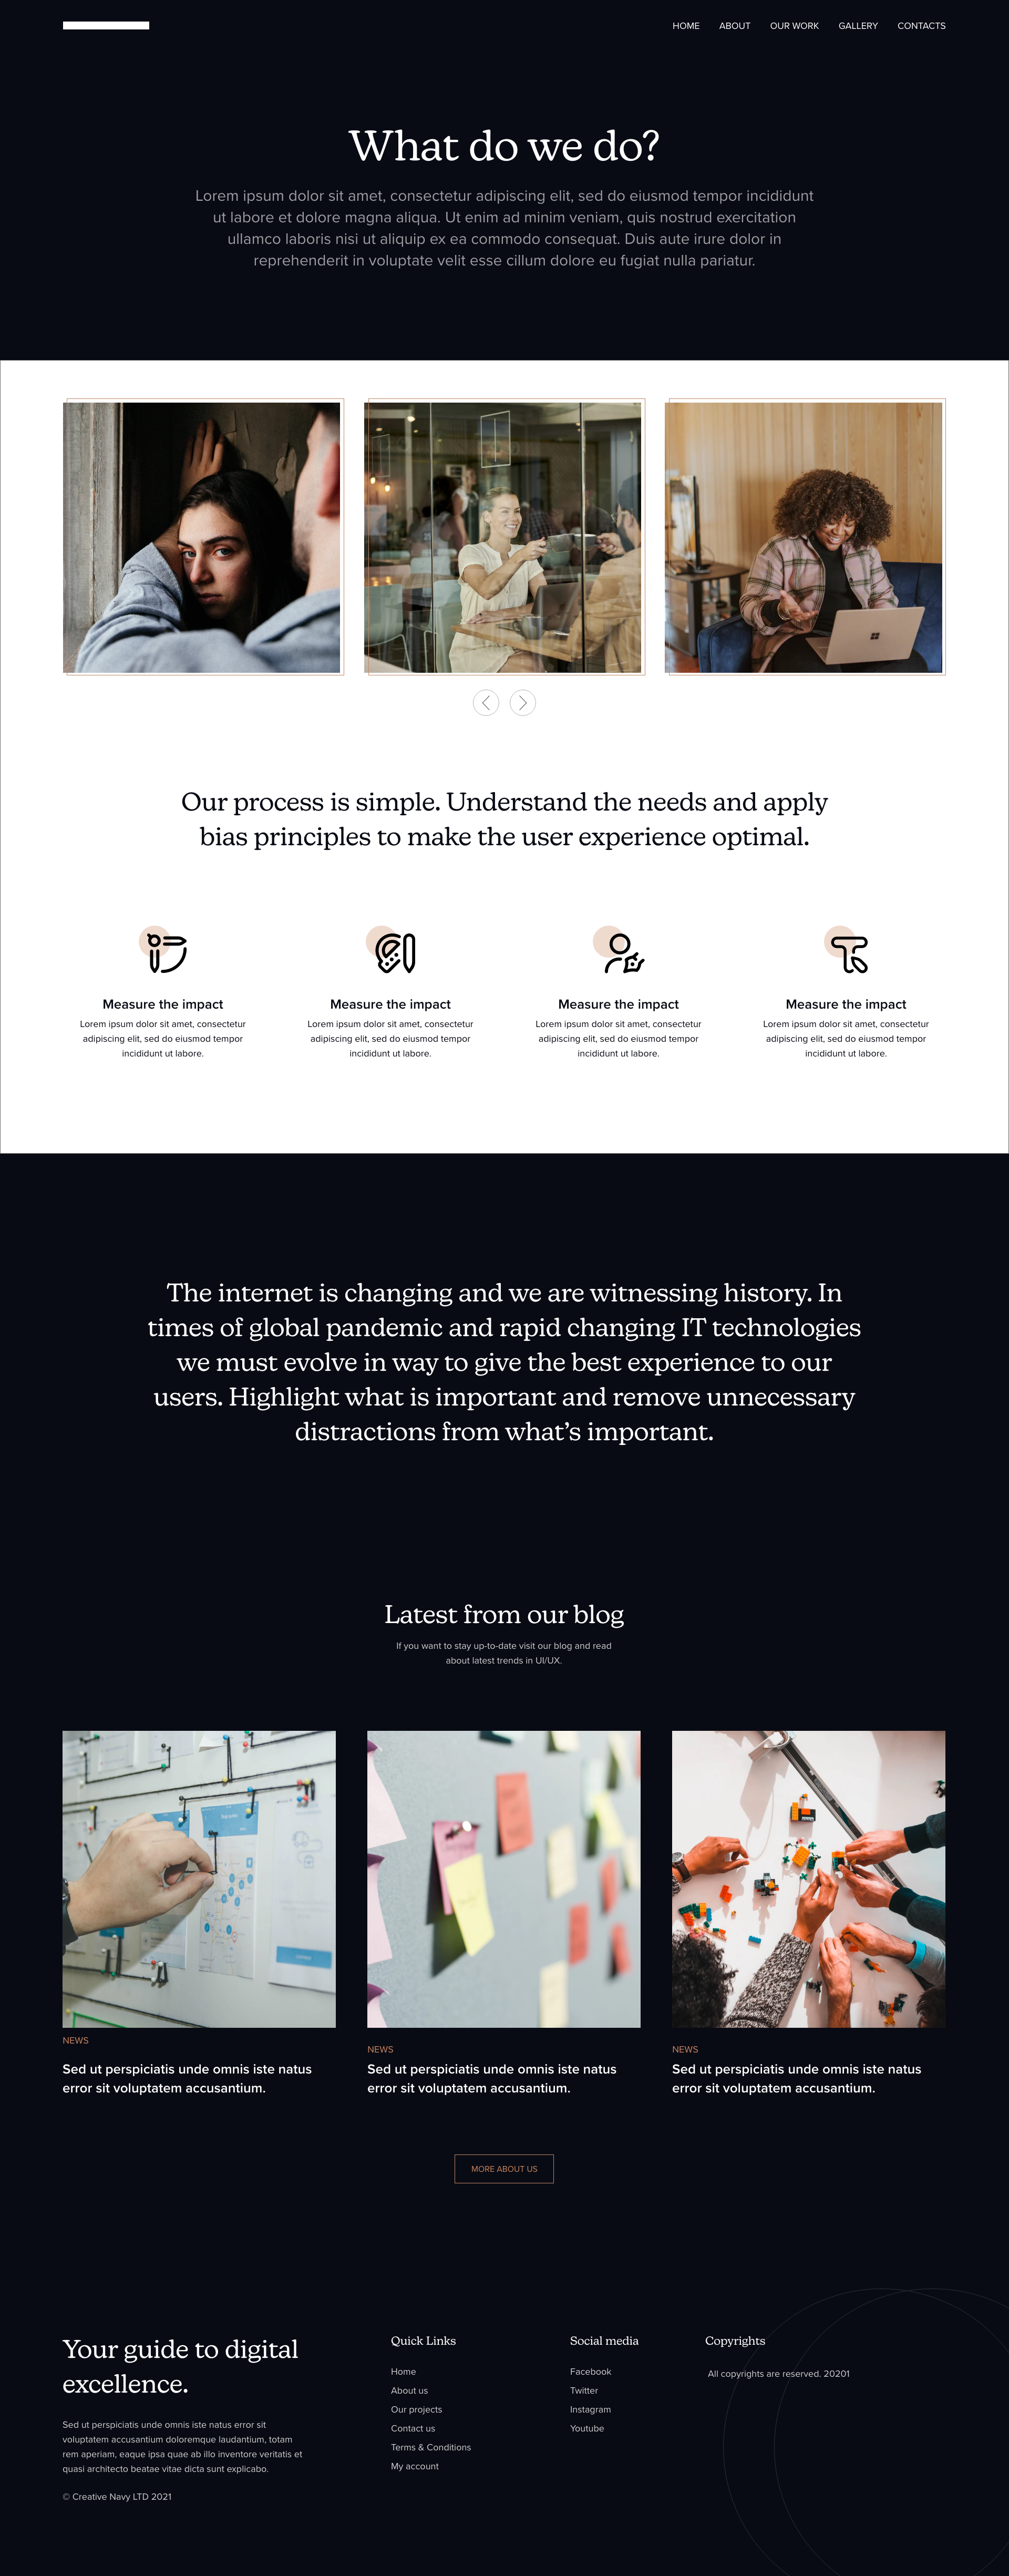 HOME ABOUT OUR WORK GALLERY CONTACTS
What do we do?
Lorem ipsum dolor sit amet, consectetur adipiscing elit, sed do eiusmod tempor incididunt
ut labore et dolore magna aliqua. Ut enim ad minim veniam, quis nostrud exercitation
ullamco laboris nisi ut aliquip ex ea commodo consequat. Duis aute irure dolor in
reprehenderit in voluptate velit esse cillum dolore eu fugiat nulla pariatur.
Our process is simple. Understand the needs and apply
bias principles to make the user experience optimal.
Measure the impact
Lorem ipsum dolor sit amet, consectetur
adipiscing elit, sed do eiusmod tempor
incididunt ut labore.
Measure the impact
Lorem ipsum dolor sit amet, consectetur
adipiscing elit, sed do eiusmod tempor
incididunt ut labore.
Measure the impact
Lorem ipsum dolor sit amet, consectetur
adipiscing elit, sed do eiusmod tempor
incididunt ut labore.
Measure the impact
Lorem ipsum dolor sit amet, consectetur
adipiscing elit, sed do eiusmod tempor
incididunt ut labore.
The internet is changing and we are witnessing history. In
times of global pandemic and rapid changing IT technologies
we must evolve in way to give the best experience to our
users. Highlight what is important and remove unnecessary
distractions from what’s important.
Latest from our blog
If you want to stay up-to-date visit our blog and read
about latest trends in UI/UX.
NEWS
Sed ut perspiciatis unde omnis iste natus
error sit voluptatem accusantium.
NEWS
Sed ut perspiciatis unde omnis iste natus
error sit voluptatem accusantium.
NEWS
Sed ut perspiciatis unde omnis iste natus
error sit voluptatem accusantium.
MORE ABOUT US
Your guide to digital
excellence.
Sed ut perspiciatis unde omnis iste natus error sit
voluptatem accusantium doloremque laudantium, totam
rem aperiam, eaque ipsa quae ab illo inventore veritatis et
quasi architecto beatae vitae dicta sunt explicabo.
© Creative Navy LTD 2021
Quick Links
Home
About us
Our projects
Contact us
Terms & Conditions
My account
Social media
Facebook
Twitter
Instagram
Youtube
Copyrights
All copyrights are reserved. 20201